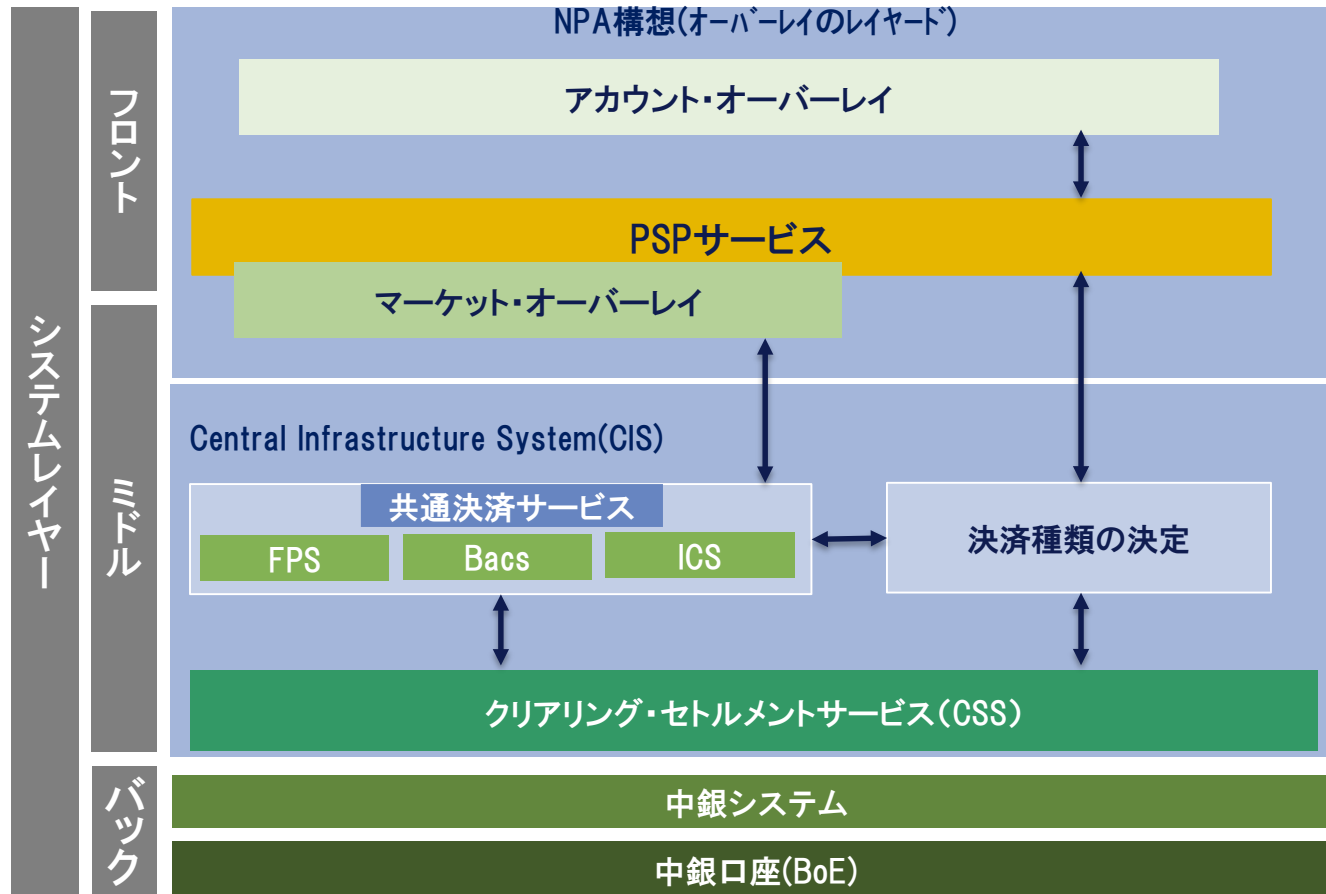 NPA構想(ｵｰﾊﾞｰﾚｲのﾚｲﾔｰﾄﾞ)
システムレイヤー
フロント
アカウント・オーバーレイ
PSPサービス
マーケット・オーバーレイ
ミドル
Central Infrastructure System(CIS)
共通決済サービス
FPS
Bacs
ICS
決済種類の決定
クリアリング・セトルメントサービス（CSS）
バック
中銀システム
中銀口座(BoE)